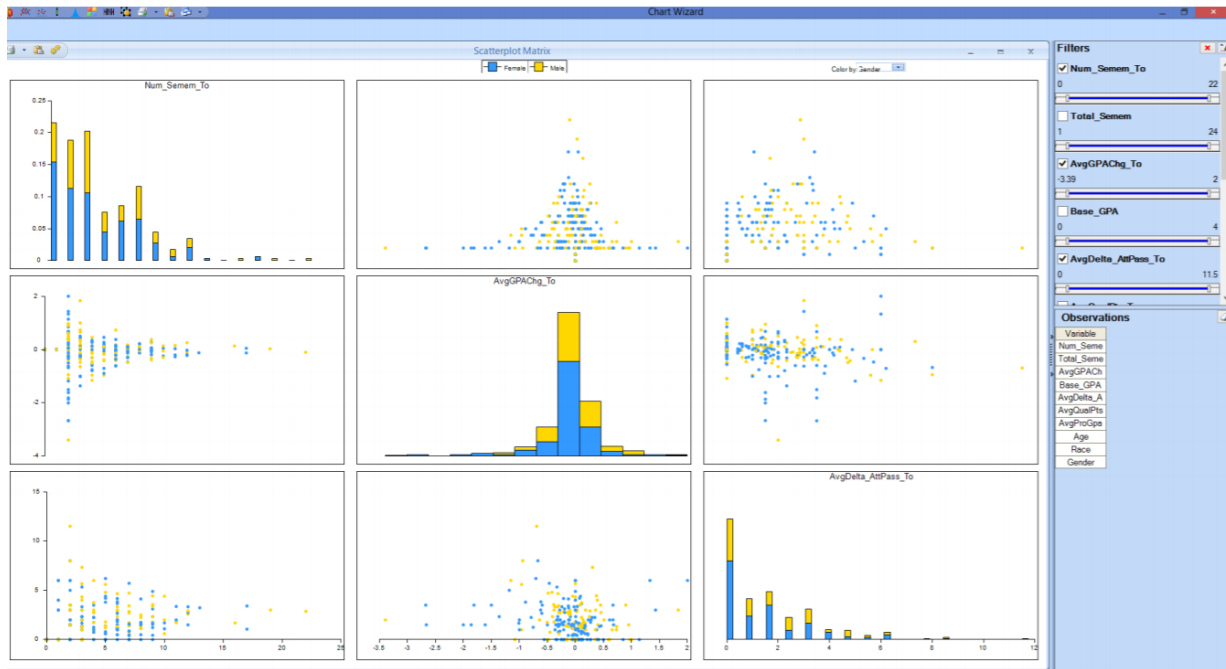 Chart Wizard
Scatterplot Matrix
Female Male
Color by: Gender
Num_Semem_To
0.25
0.2
0.15
0.1
0.05
0
AvgGPAChg_To
2
0
-2
-4
AvgDelta_AttPass_To
15
10
5
0
0 5 10 15 20 25
-3.5 -3 -2.5 -2 -1.5 -1 -0.5 0 0.5 1 1.5 2
0 2 4 6 8 10 12
Filters
Num_Semem_To
0 22
Total_Semem
1 24
AvgGPAChg_To
-3.39 2
Base_GPA
0 4
AvgDelta_AttPass_To
0 11.5
Observations
Variable
Num_Seme
Total_Seme
AvgGPACh
Base_GPA
AvgDelta_A
AvgQualPts
AvgProGpa
Age
Race
Gender